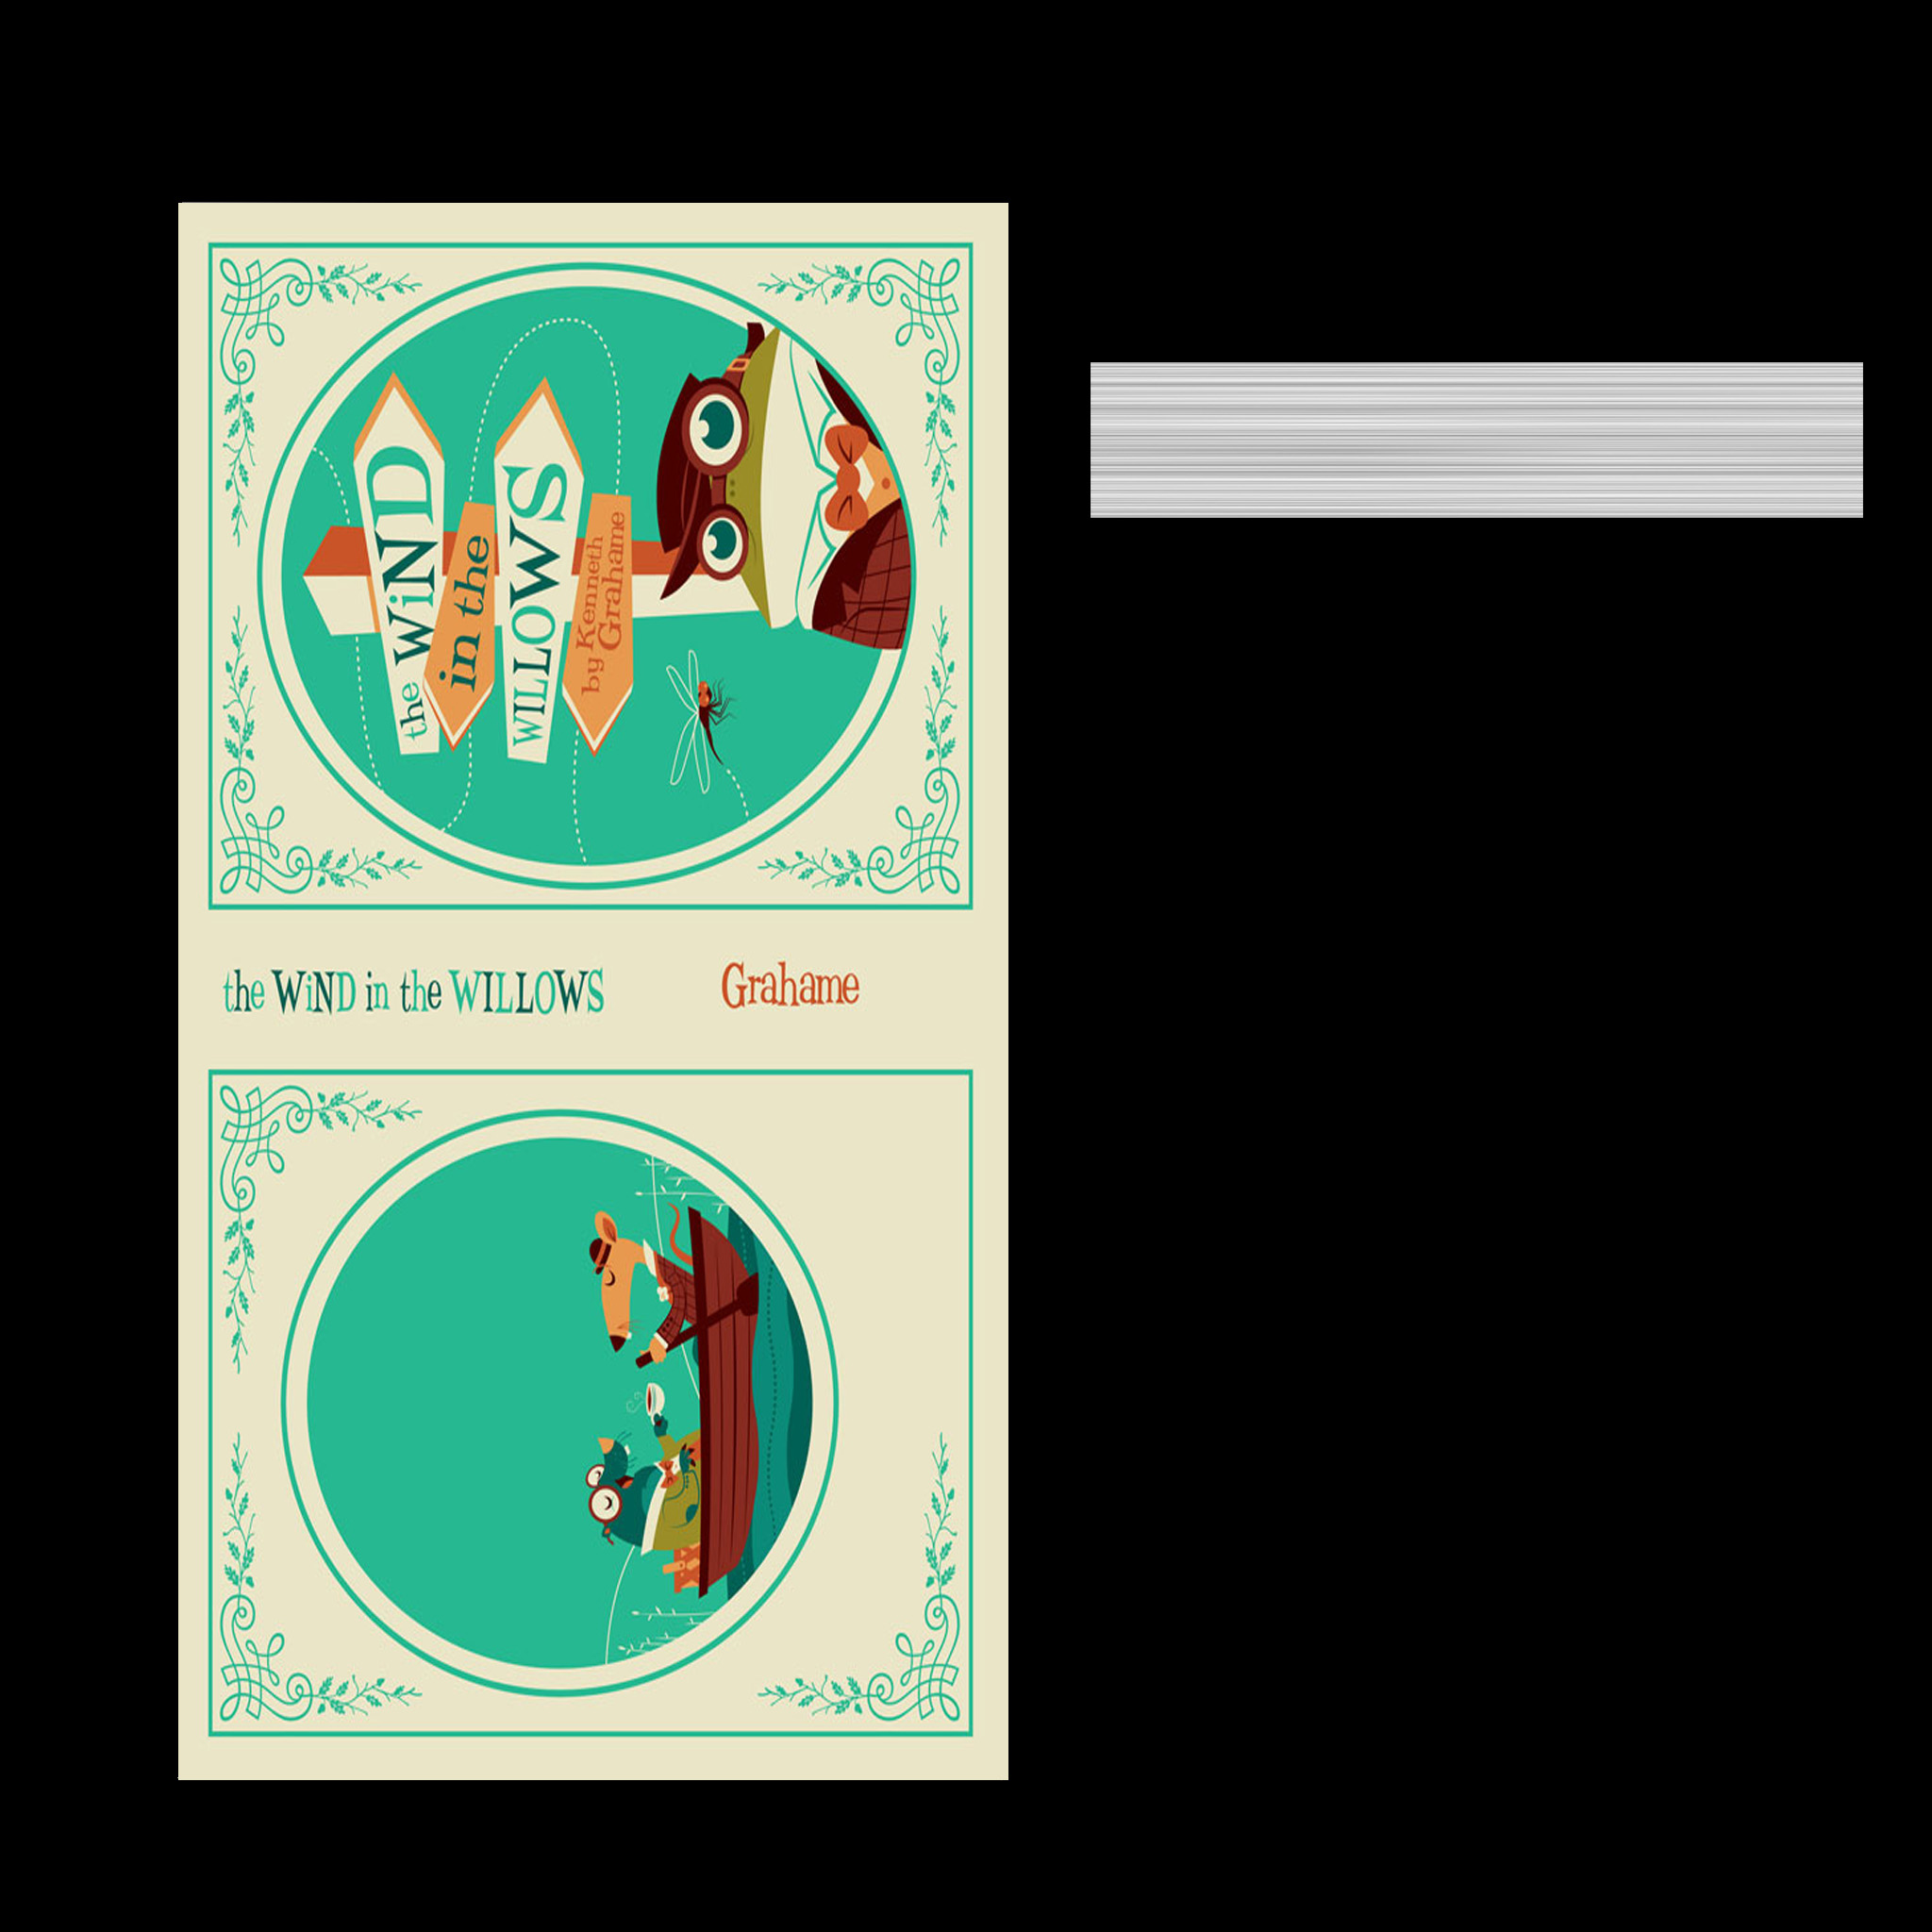 the WiND
in the
WILLOWS
by Kenneth
Grahame
the WiND in the WILLOWS
Grahame